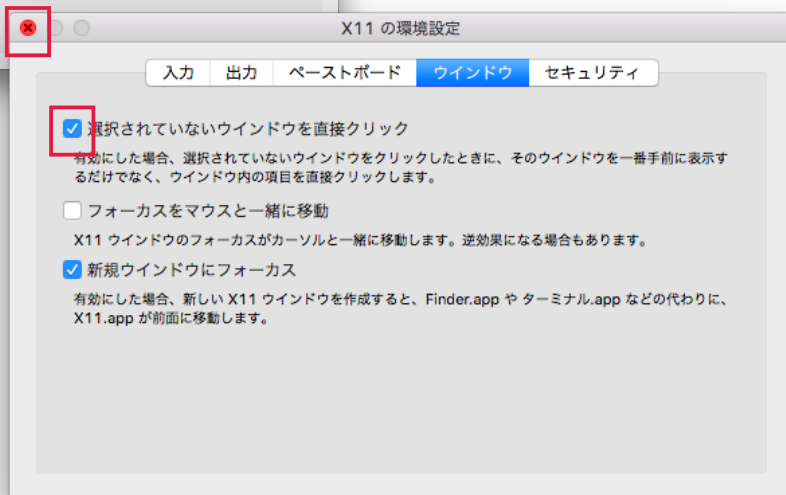 X11 の環境設定
入力 出力 ペーストボード ウインドウ セキュリティ
選択されていないウインドウを直接クリック
有効にした場合、選択されていないウインドウをクリックしたときに、そのウインドウを一番手前に表示す
るだけでなく、ウインドウ内の項目を直接クリックします。
フォーカスをマウスと一緒に移動
X11 ウインドウのフォーカスがカーソルと一緒に移動します。逆効果になる場合もあります。
新規ウインドウにフォーカス
有効にした場合、新しい X11 ウインドウを作成すると、Finder.app や ターミナル.app などの代わりに、
X11.app が前面に移動します。